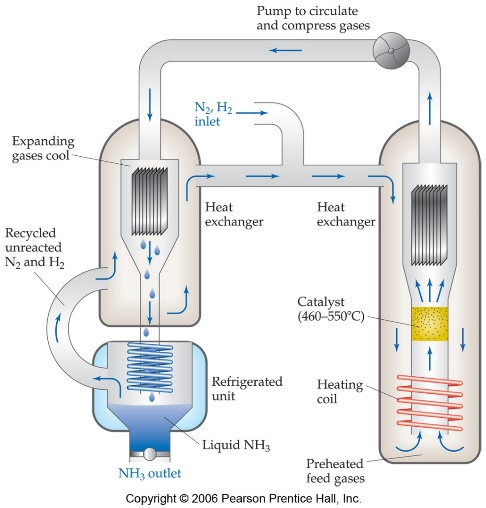 Pump to circulate
and compress gases
N₂, H₂
inlet
Expanding
gases cool
Heat
exchanger
Heat
exchanger
Recycled
unreacted
N₂ and H₂
Catalyst
(460–550°C)
Refrigerated
unit
Heating
coil
Liquid NH₃
NH₃ outlet
Preheated
feed gases
Copyright © 2006 Pearson Prentice Hall, Inc.